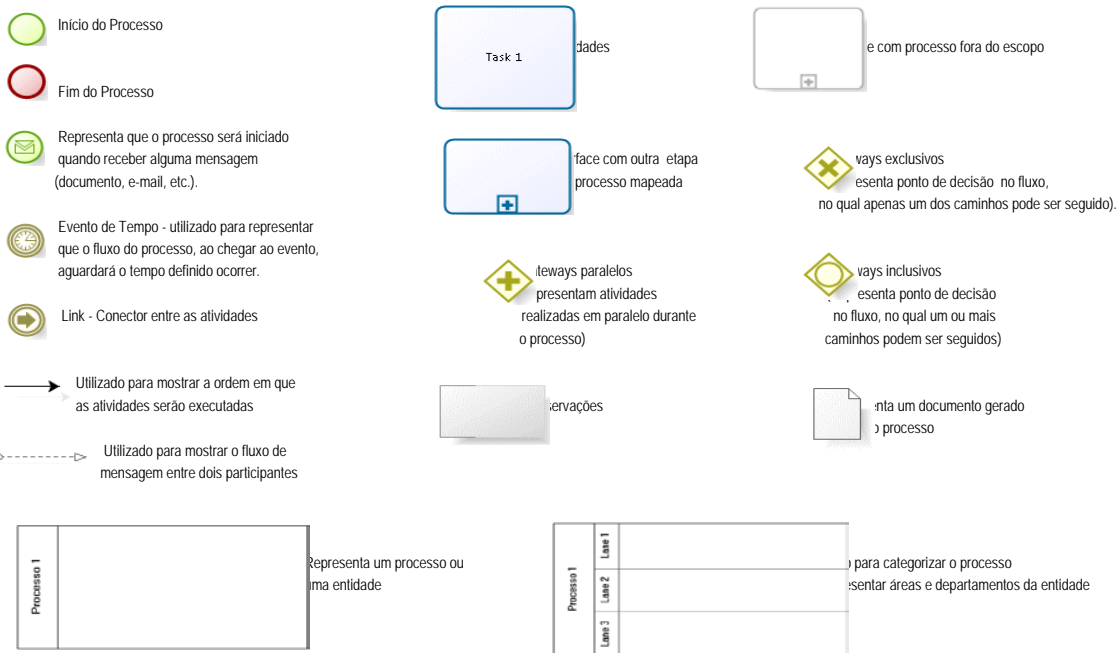 Início do Processo
Fim do Processo
Representa que o processo será iniciado
quando receber alguma mensagem
(documento, e-mail, etc.).
Evento de Tempo - utilizado para representar
que o fluxo do processo, ao chegar ao evento,
aguardará o tempo definido ocorrer.
Link - Conector entre as atividades
Utilizado para mostrar a ordem em que
as atividades serão executadas
Utilizado para mostrar o fluxo de
mensagem entre dois participantes
Task 1
dades
face com outra etapa
processo mapeada
teways paralelos
presentam atividades
realizadas em paralelo durante
o processo)
servações
e com processo fora do escopo
ways exclusivos
esenta ponto de decisão no fluxo,
no qual apenas um dos caminhos pode ser seguido).
ways inclusivos
esenta ponto de decisão
no fluxo, no qual um ou mais
caminhos podem ser seguidos)
enta um documento gerado
o processo
Processo 1
Representa um processo ou
uma entidade
Processo 1
Lane 1
Lane 2
Lane 3
para categorizar o processo
esentar áreas e departamentos da entidade